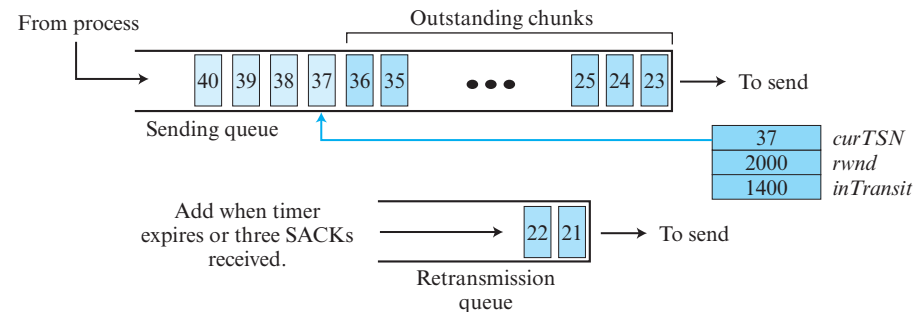 Outstanding chunks
From process
40 39 38 37 36 35 ••• 25 24 23
To send
Sending queue
37 curTSN
2000 rwnd
1400 inTransit
Add when timer
expires or three SACKs
received.
22 21
To send
Retransmission
queue